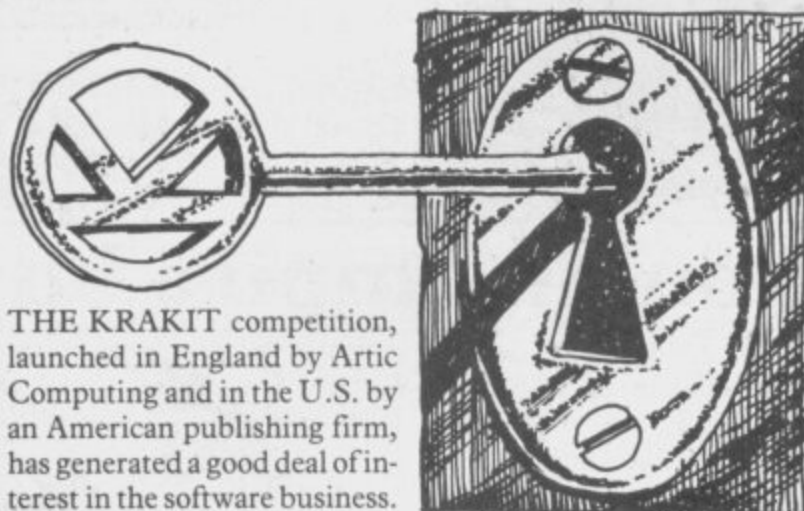 THE KRAKIT competition,
launched in England by Artic
Computing and in the U.S. by
an American publishing firm,
has generated a good deal of in-
terest in the software business.